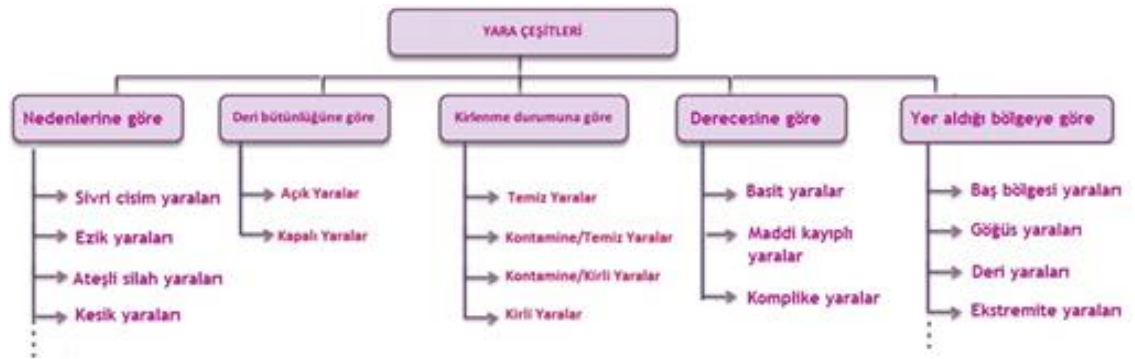 YARA ÇEŞİTLERİ
Nedenlerine göre
Sivri cisim yaraları
Ezik yaraları
Ateşli silah yaraları
Kesik yaraları
Deri bütünlüğüne göre
Açık Yaralar
Kapalı Yaralar
Kirlenme durumuna göre
Temiz Yaralar
Kontamine/Temiz Yaralar
Kontamine/Kirli Yaralar
Kirli Yaralar
Derecesine göre
Basit yaralar
Maddi kayıplı
yaralar
Komplike yaralar
Yer aldığı bölgeye göre
Baş bölgesi yaraları
Göğüs yaraları
Deri yaraları
Ekstremite yaraları